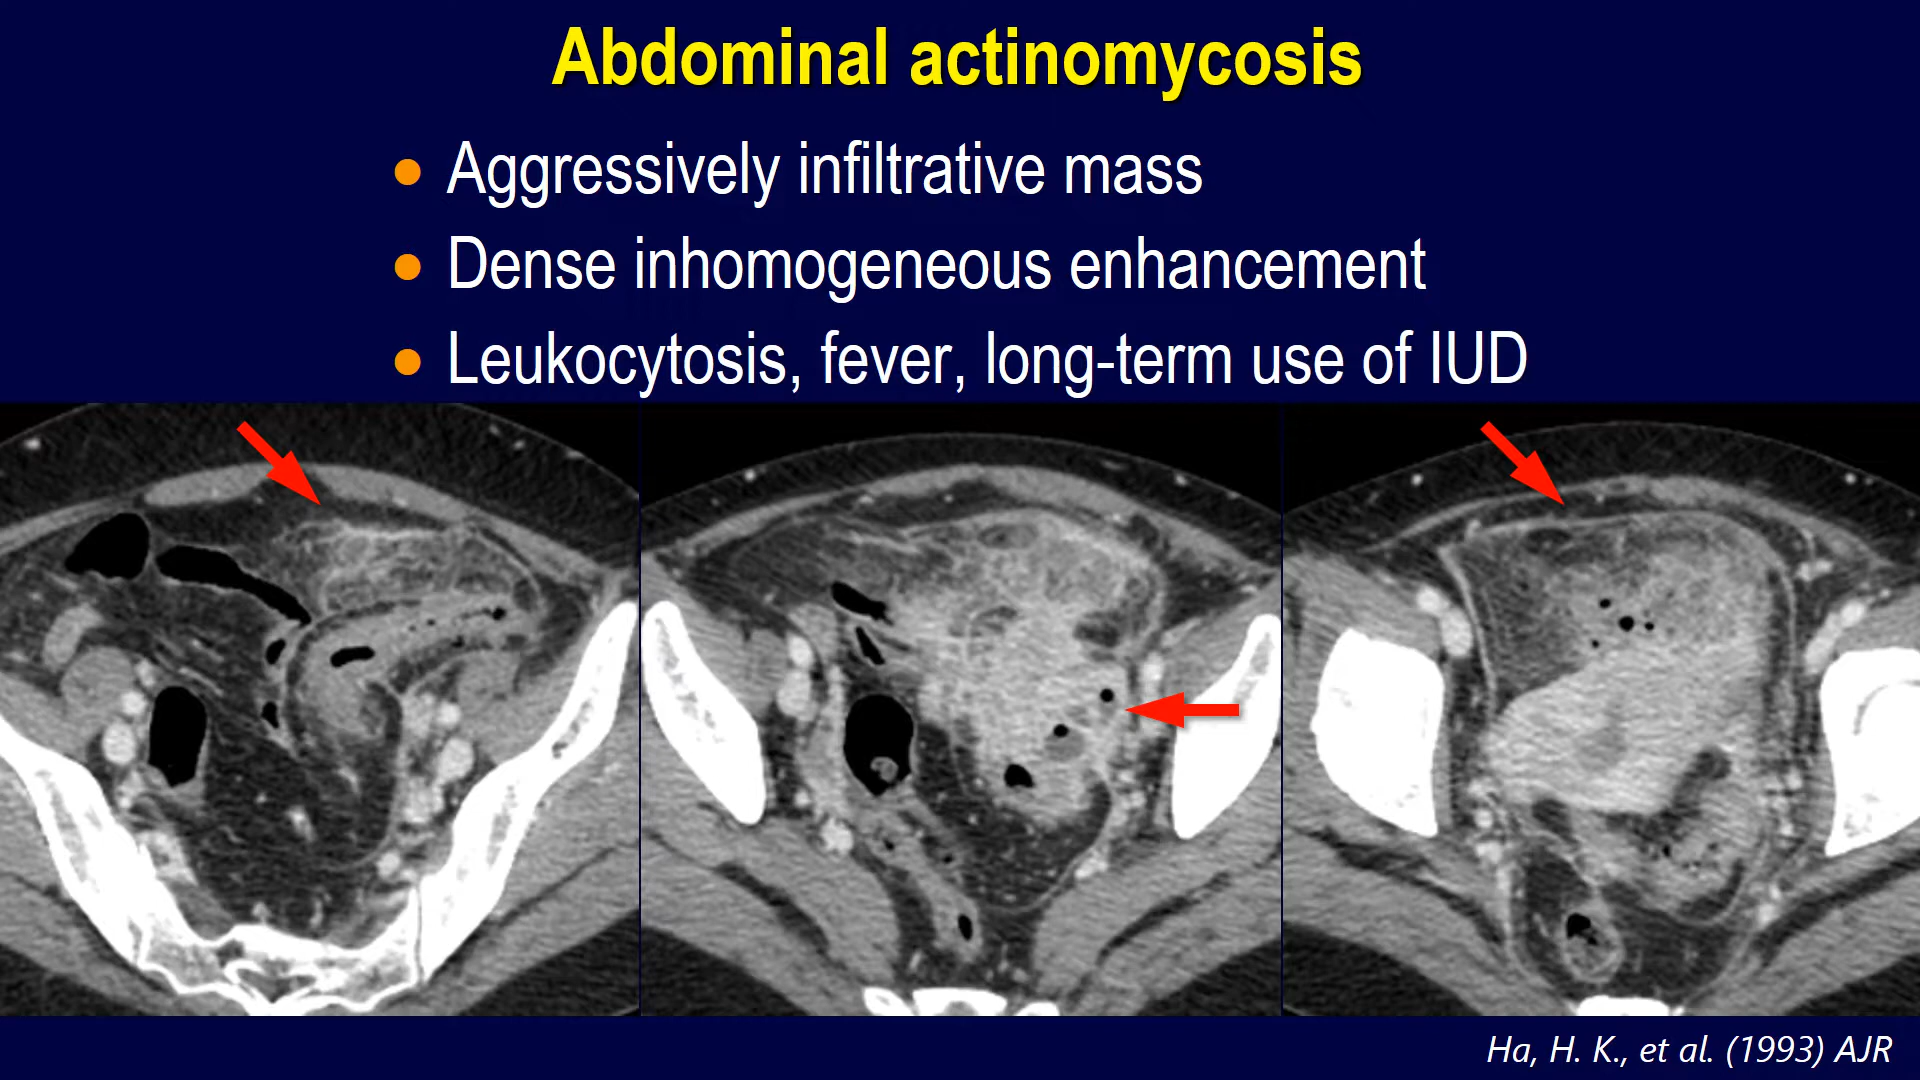 Abdominal actinomycosis
Aggressively infiltrative mass
Dense inhomogeneous enhancement
Leukocytosis, fever, long-term use of IUD
Ha, H. K., et al. (1993) AJR